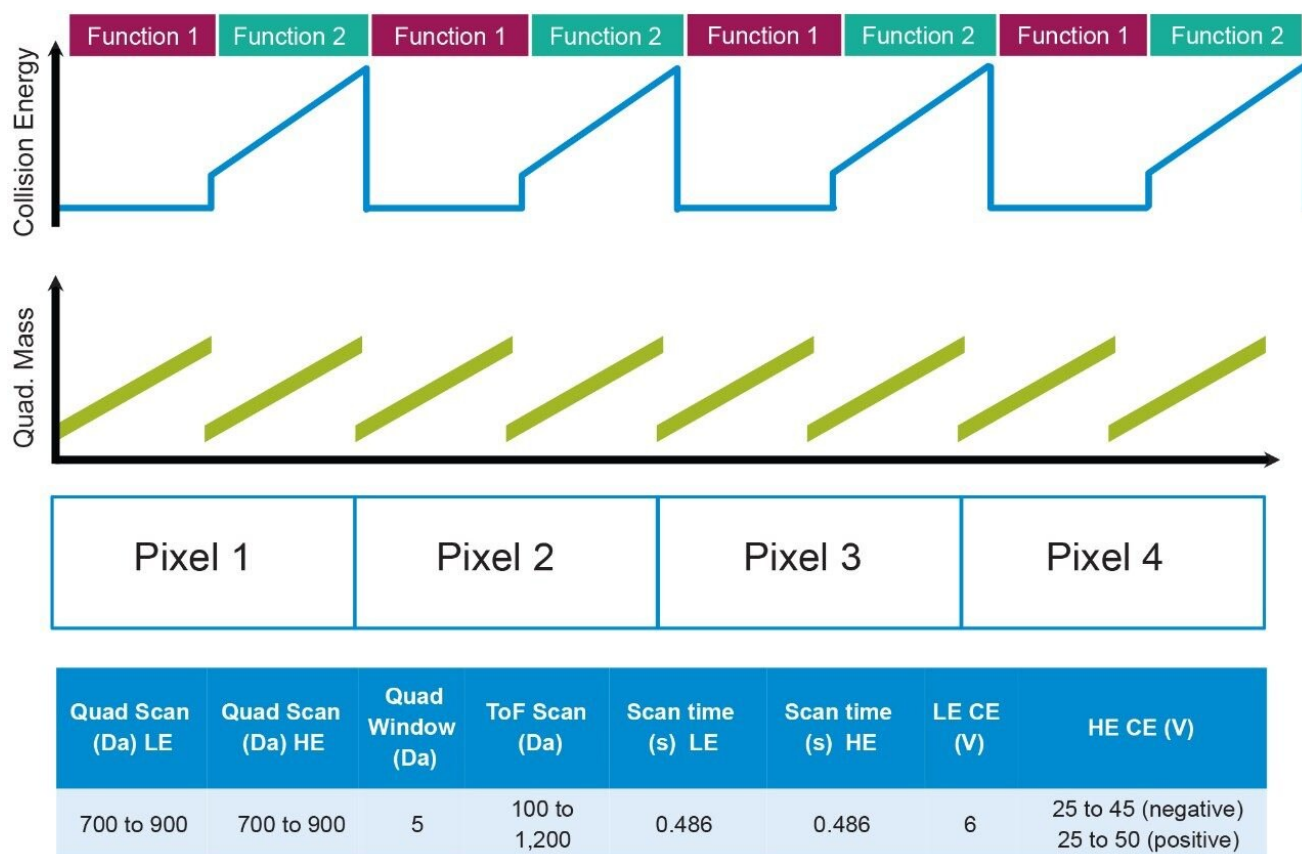 Function 1 Function 2 Function 1 Function 2 Function 1 Function 2 Function 1 Function 2
Collision Energy
Quad. Mass
Pixel 1 Pixel 2 Pixel 3 Pixel 4
Quad Scan (Da) LE
Quad Scan (Da) HE
Quad Window (Da)
ToF Scan (Da)
Scan time (s) LE
Scan time (s) HE
LE CE (V)
HE CE (V)
700 to 900
700 to 900
5
100 to 1,200
0.486
0.486
6
25 to 45 (negative)
25 to 50 (positive)